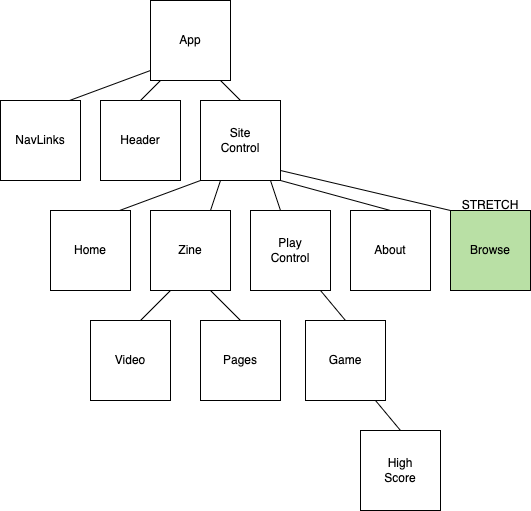 App
NavLinks
Header
Site
Control
STRETCH
Home
Zine
Play
Control
About
Browse
Video
Pages
Game
High
Score